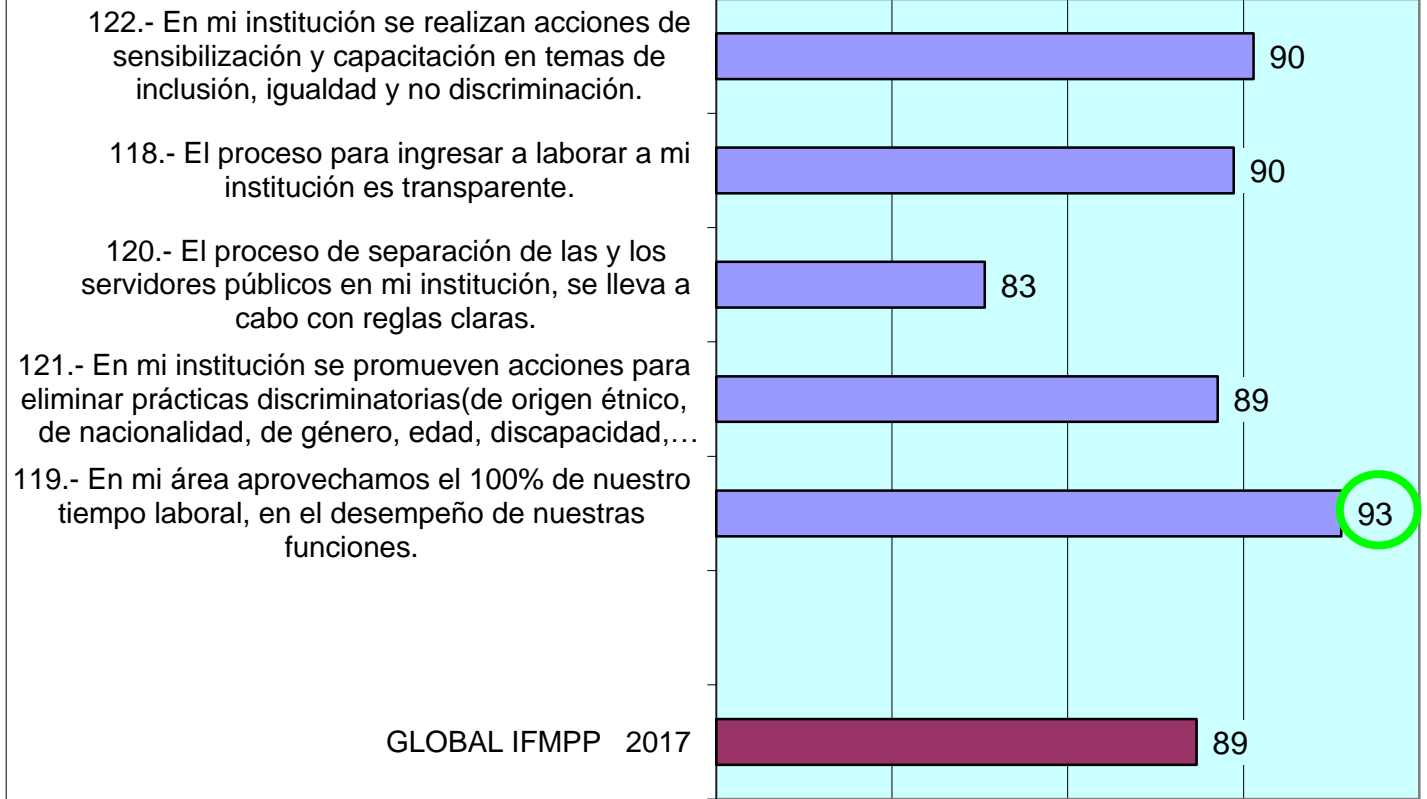 122.- En mi institución se realizan acciones de
sensibilización y capacitación en temas de
inclusión, igualdad y no discriminación.
90
118.- El proceso para ingresar a laborar a mi
institución es transparente.
90
120.- El proceso de separación de las y los
servidores públicos en mi institución, se lleva a
cabo con reglas claras.
83
121.- En mi institución se promueven acciones para
eliminar prácticas discriminatorias(de origen étnico,
de nacionalidad, de género, edad, discapacidad,…
89
119.- En mi área aprovechamos el 100% de nuestro
tiempo laboral, en el desempeño de nuestras
funciones.
93
GLOBAL IFMPP 2017
89